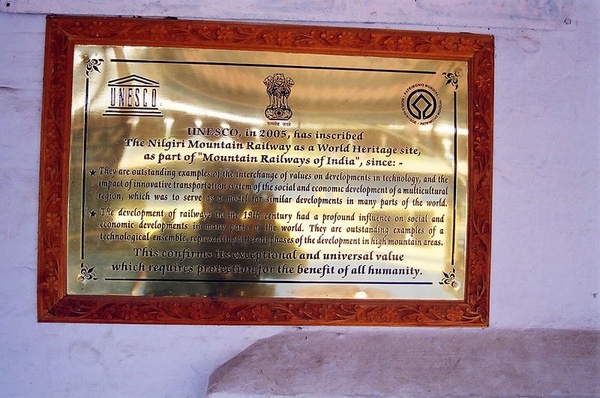 UNESCO
सत्यमेव जयते
UNESCO, in 2005, has inscribed
The Nilgiri Mountain Railway as a World Heritage site,
as part of "Mountain Railways of India", since: -
★ They are outstanding examples of the interchange of values on developments in technology, and the
impact of innovative transportation system of the social and economic development of a multicultural
region, which was to serve as a model for similar developments in many parts of the world.
★ The development of railways in the 19th century had a profound influence on social and
economic developments in many parts of the world. They are outstanding examples of a
technological ensemble, representing different phases of the development in high mountain areas.
This confirms its exceptional and universal value
which requires protection for the benefit of all humanity.